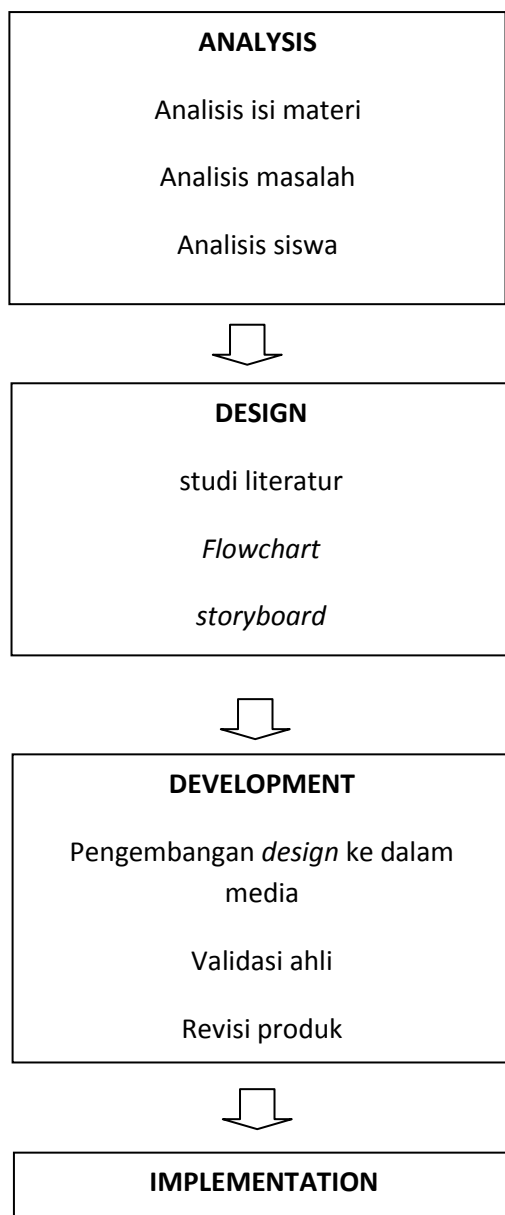 ANALYSIS
Analisis isi materi
Analisis masalah
Analisis siswa
DESIGN
studi literatur
Flowchart
storyboard
DEVELOPMENT
Pengembangan design ke dalam
media
Validasi ahli
Revisi produk
IMPLEMENTATION